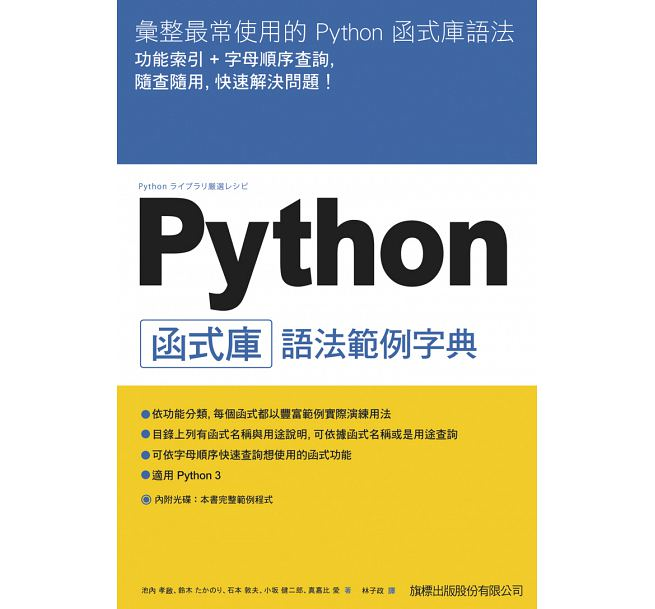 彙整最常使用的 Python 函式庫語法
功能索引 + 字母順序查詢,
隨查隨用, 快速解決問題！
Python ライブラリ厳選レシピ
Python
函式庫 語法範例字典
●依功能分類, 每個函式都以豐富範例實際演練用法
●目錄上列有函式名稱與用途說明, 可依據函式名稱或是用途查詢
●可依字母順序快速查詢想使用的函式功能
●適用 Python 3
◉內附光碟：本書完整範例程式
池內 孝啟、鈴木 たかのり、石本 敦夫、小坂 健二郎、真嘉比 愛 著 林子政 譯 旗標出版股份有限公司